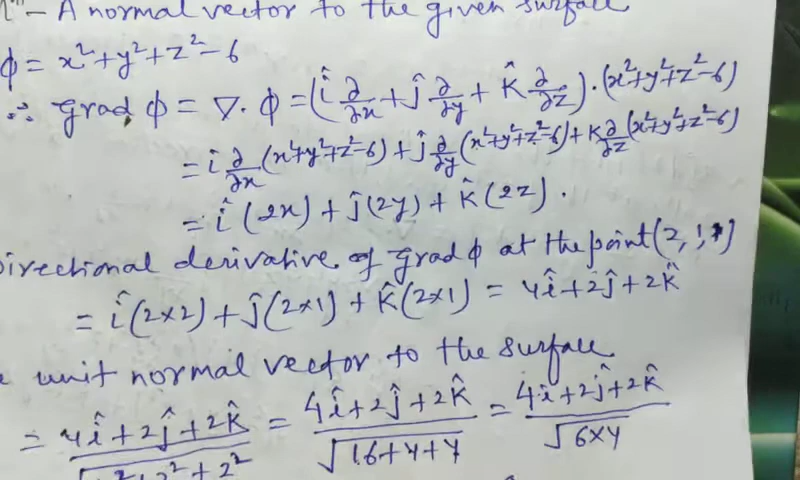 - A normal vector to the given surface
ϕ = x²+y²+z²-6
∴ grad ϕ = ∇. ϕ = (î ∂/∂x + ĵ ∂/∂y + k̂ ∂/∂z) . (x²+y²+z²-6)
= i ∂/∂x (x²+y²+z²-6) + ĵ ∂/∂y (x²+y²+z²-6) + k ∂/∂z (x²+y²+z²-6)
= î (2x) + ĵ (2y) + k̂ (2z) .
Directional derivative of grad ϕ at the point (2, 1, 1)
= î (2×2) + ĵ (2×1) + k̂ (2×1) = 4î + 2ĵ + 2k̂
unit normal vector to the surface
= 4î + 2ĵ + 2k̂ / √ ² + 2² = 4î + 2ĵ + 2k̂ / √16+4+4 = 4î + 2ĵ + 2k̂ / √6×4